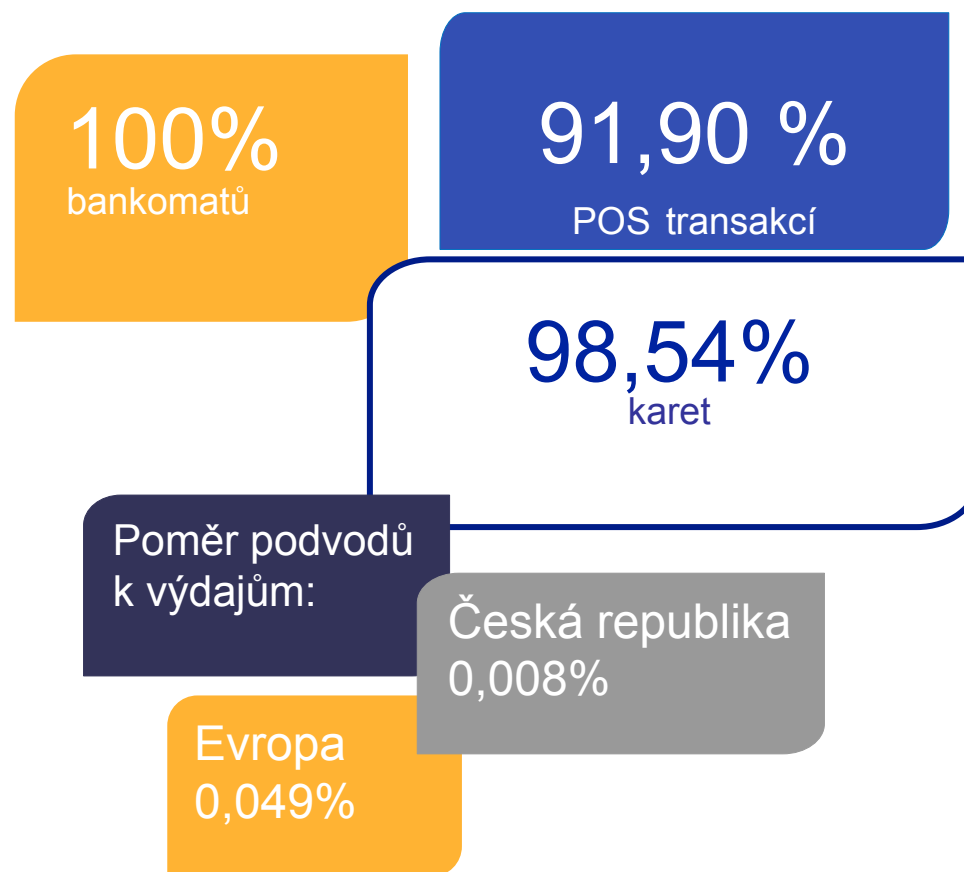 100%
bankomatů
91,90 %
POS transakcí
98,54%
karet
Poměr podvodů
k výdajům:
Česká republika
0,008%
Evropa
0,049%